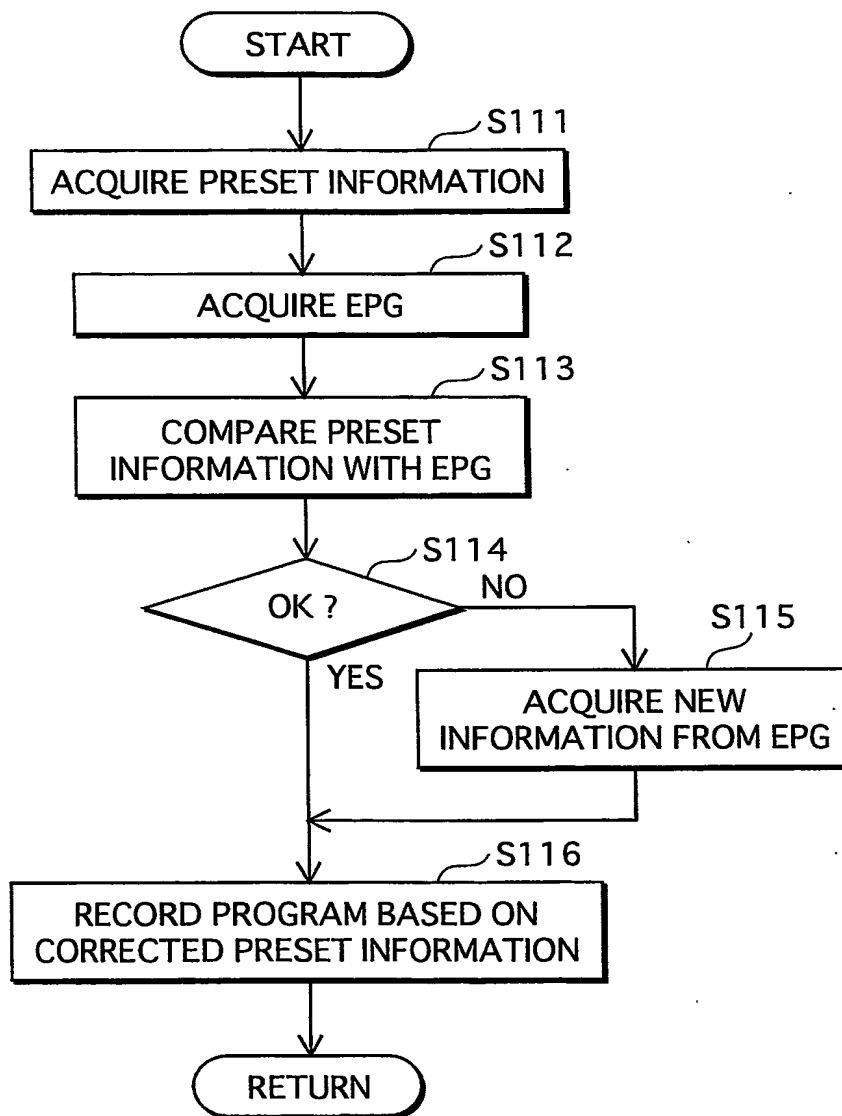 START
S111
ACQUIRE PRESET INFORMATION
S112
ACQUIRE EPG
S113
COMPARE PRESET
INFORMATION WITH EPG
S114
OK ?
NO
YES
S115
ACQUIRE NEW
INFORMATION FROM EPG
S116
RECORD PROGRAM BASED ON
CORRECTED PRESET INFORMATION
RETURN